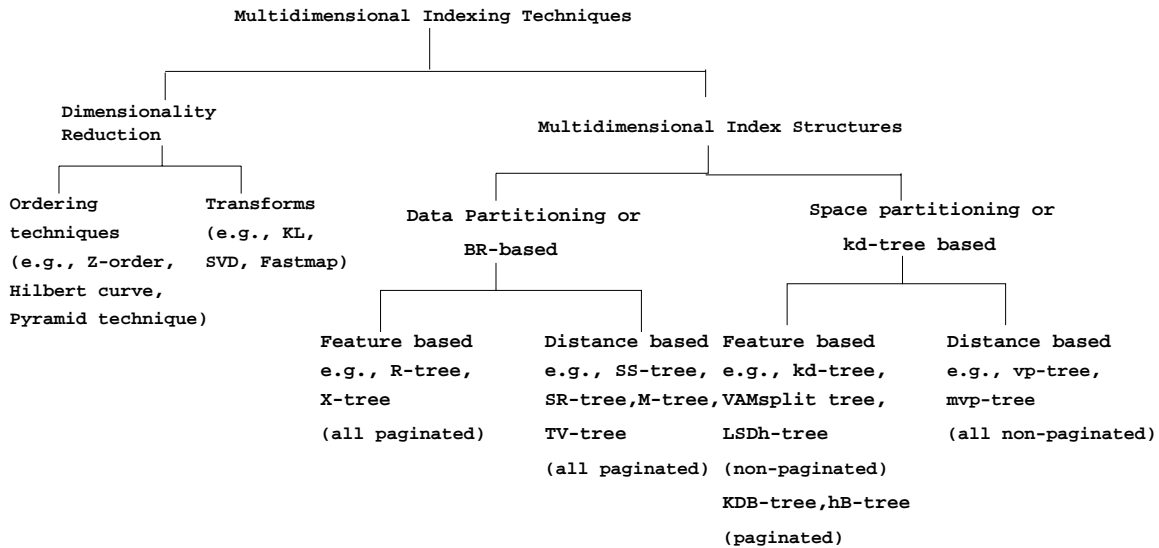 Multidimensional Indexing Techniques
Dimensionality
Reduction
Multidimensional Index Structures
Ordering
techniques
(e.g., Z-order,
Hilbert curve,
Pyramid technique)
Transforms
(e.g., KL,
SVD, Fastmap)
Data Partitioning or
BR-based
Space partitioning or
kd-tree based
Feature based
e.g., R-tree,
X-tree
(all paginated)
Distance based
e.g., SS-tree,
SR-tree,M-tree,
TV-tree
(all paginated)
Feature based
e.g., kd-tree,
VAMsplit tree,
LSDh-tree
(non-paginated)
KDB-tree,hB-tree
(paginated)
Distance based
e.g., vp-tree,
mvp-tree
(all non-paginated)